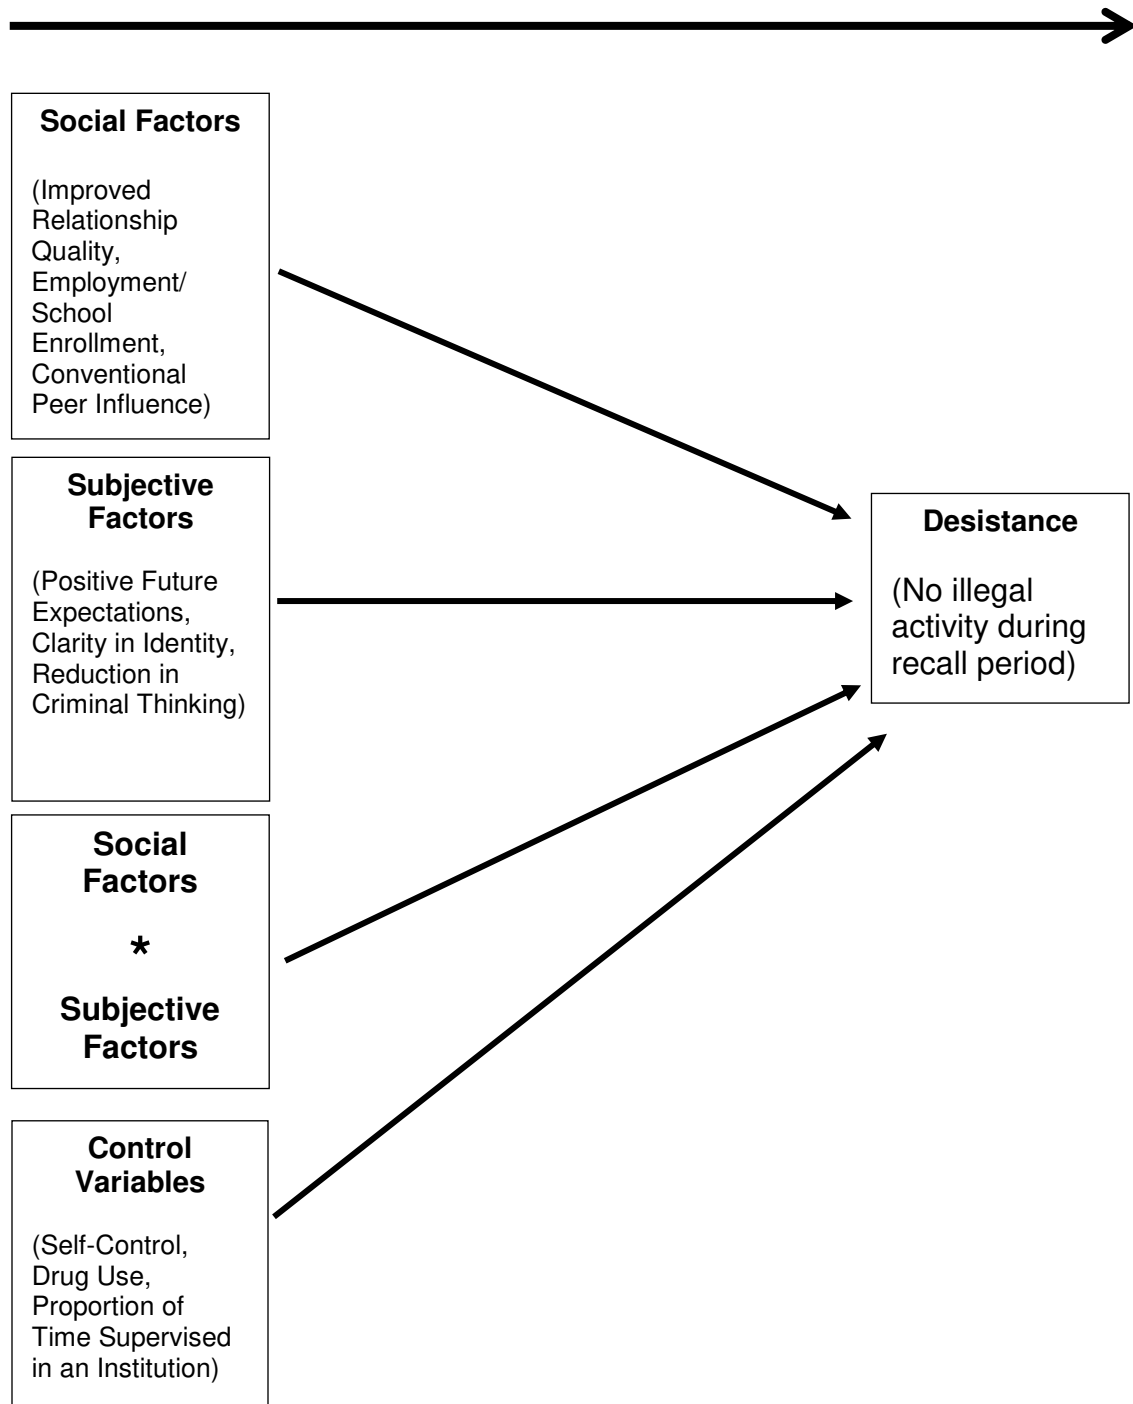 Social Factors
(Improved
Relationship
Quality,
Employment/
School
Enrollment,
Conventional
Peer Influence)
Subjective
Factors
(Positive Future
Expectations,
Clarity in Identity,
Reduction in
Criminal Thinking)
Social
Factors
*
Subjective
Factors
Control
Variables
(Self-Control,
Drug Use,
Proportion of
Time Supervised
in an Institution)
Desistance
(No illegal
activity during
recall period)